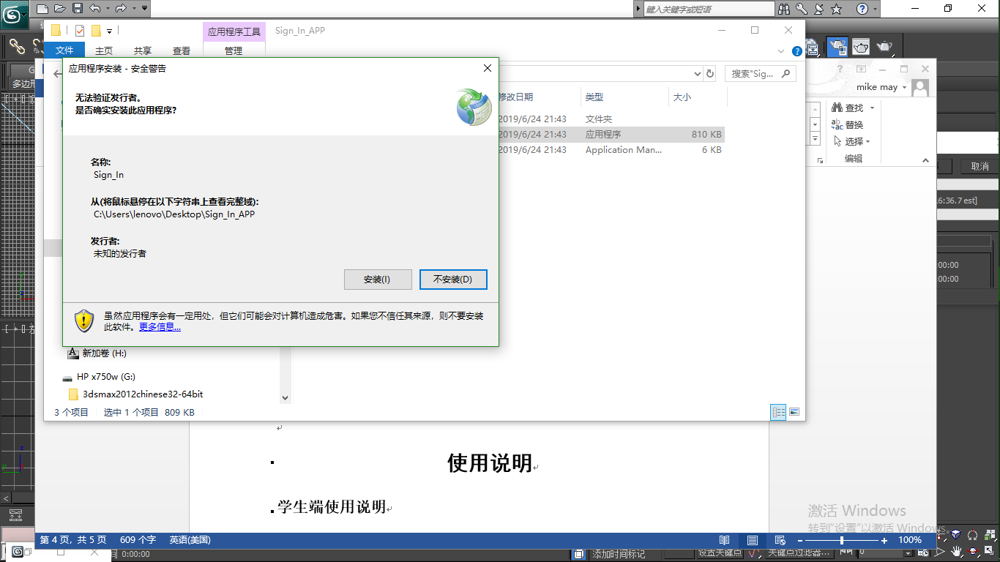 键入关键字或短语
应用程序工具
Sign_In_APP
文件
主页
共享
查看
管理
应用程序安装 - 安全警告
无法验证发行者。
是否确实安装此应用程序?
名称:
Sign_In
从(将鼠标悬停在以下字符串上查看完整域):
C:\Users\lenovo\Desktop\Sign_In_APP
发行者:
未知的发行者
安装(I)
不安装(D)
虽然应用程序会有一定用处，但它们可能会对计算机造成危害。如果您不信任其来源，则不要安装
此软件。更多信息...
搜索"Sig...
修改日期
类型
大小
2019/6/24 21:43
文件夹
2019/6/24 21:43
应用程序
810 KB
2019/6/24 21:43
Application Man...
6 KB
mike may
查找
替换
选择
编辑
取消
6:36.7 est]
:00:00
:00:00
多边形
新加卷 (H:)
HP x750w (G:)
3dsmax2012chinese32-64bit
3 个项目
选中 1 个项目
809 KB
使用说明
学生端使用说明
激活 Windows
转到"设置"以激活 Windows。
第 4 页，共 5 页
609 个字
英语(美国)
100%
0:00:00
添加时间标记
设置关键点
关键点过滤器...
0